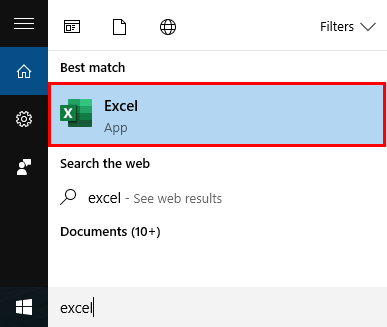 Filters
Best match
Excel
App
Search the web
excel - See web results
Documents (10+)
excel